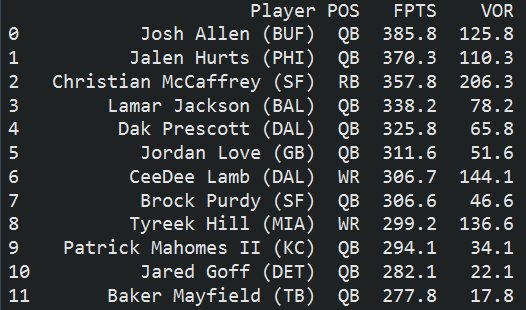 Player POS FPTS VOR
0 Josh Allen (BUF) QB 385.8 125.8
1 Jalen Hurts (PHI) QB 370.3 110.3
2 Christian McCaffrey (SF) RB 357.8 206.3
3 Lamar Jackson (BAL) QB 338.2 78.2
4 Dak Prescott (DAL) QB 325.8 65.8
5 Jordan Love (GB) QB 311.6 51.6
6 CeeDee Lamb (DAL) WR 306.7 144.1
7 Brock Purdy (SF) QB 306.6 46.6
8 Tyreek Hill (MIA) WR 299.2 136.6
9 Patrick Mahomes II (KC) QB 294.1 34.1
10 Jared Goff (DET) QB 282.1 22.1
11 Baker Mayfield (TB) QB 277.8 17.8